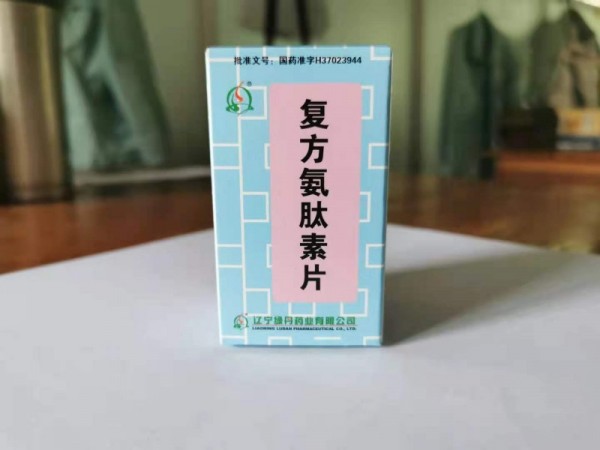 批准文号：国药准字H37023944
复方氨肽素片
辽宁绿丹药业有限公司
LIAONING LUDAN PHARMACEUTICAL CO., LTD.